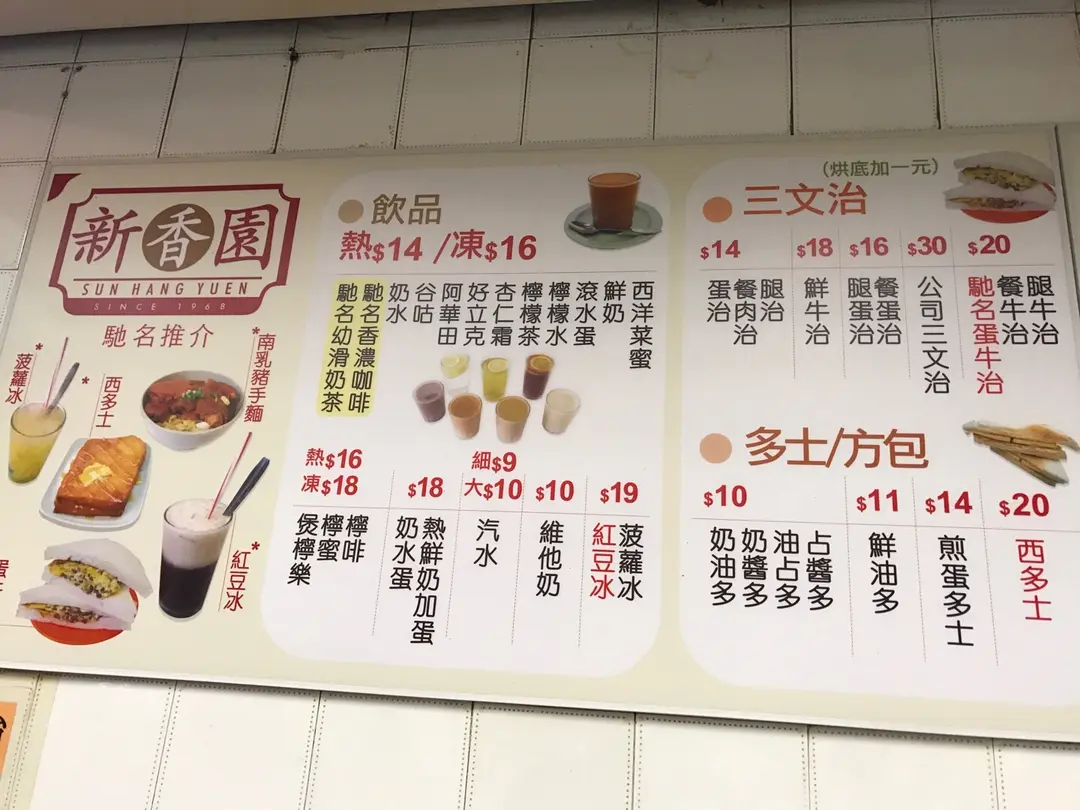 新香園
SUN HANG YUEN
SINCE 1968
馳名推介
*菠蘿冰
*西多士
*南乳豬手麵
*紅豆冰
飲品
熱$14 /凍$16
馳名幼滑奶茶
馳名香濃咖啡
奶水
谷咕
阿華田
好立克
杏仁霜
檸檬茶
檸檬水
滾水蛋
鮮奶
西洋菜蜜
熱$16
凍$18
煲檸樂
檸蜜
檸啡
$18
奶水蛋
熱鮮奶加蛋
細$9
大$10
汽水
$10
維他奶
$19
紅豆冰
菠蘿冰
(烘底加一元)
三文治
$14
蛋治
餐肉治
腿治
$18
鮮牛治
$16
腿蛋治
餐蛋治
$30
公司三文治
$20
馳名蛋牛治
餐牛治
腿牛治
多士/方包
$10
奶油多
奶醬多
油占多
占醬多
$11
鮮油多
$14
煎蛋多士
$20
西多士